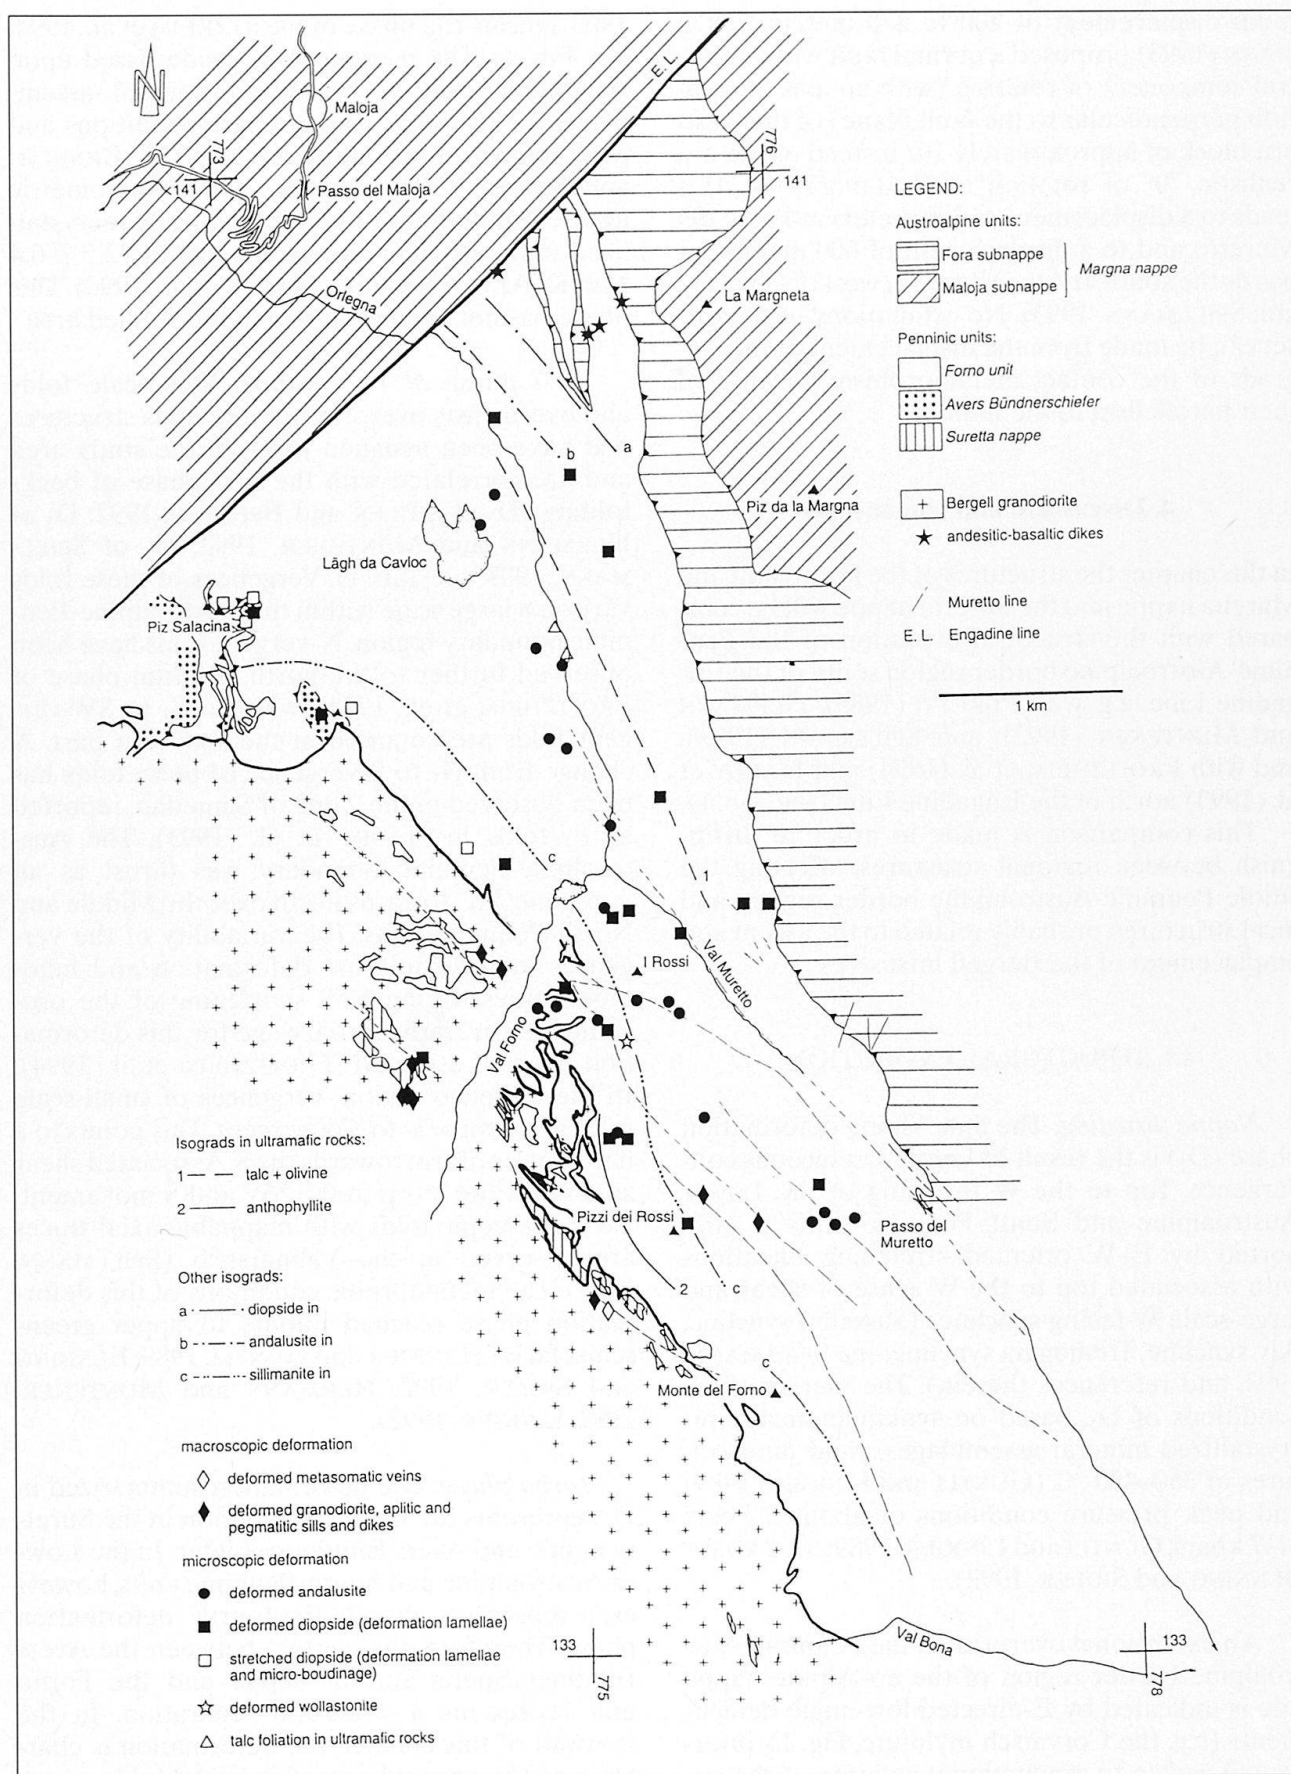 N
E. L.
Maloja
773
141
Passo del Maloja
Orlegna
776
141
La Margneta
a
b
Piz da la Margna
Lägh da Cavloc
Piz Salacina
c
1
I Rossi
Val Muretto
Val Forno
Pizzi dei Rossi
Passo del
Muretto
2
c
c
Monte del Forno
Val Bona
133
775
133
778
LEGEND:
Austroalpine units:
Fora subnappe
Maloja subnappe
Margna nappe
Penninic units:
Forno unit
Avers Bündnerschiefer
Suretta nappe
Bergell granodiorite
andesitic-basaltic dikes
Muretto line
E. L. Engadine line
1 km
Isograds in ultramafic rocks:
1 talc + olivine
2 anthophyllite
Other isograds:
a diopside in
b andalusite in
c sillimanite in
macroscopic deformation
deformed metasomatic veins
deformed granodiorite, aplitic and
pegmatitic sills and dikes
microscopic deformation
deformed andalusite
deformed diopside (deformation lamellae)
stretched diopside (deformation lamellae
and micro-boudinage)
deformed wollastonite
talc foliation in ultramafic rocks